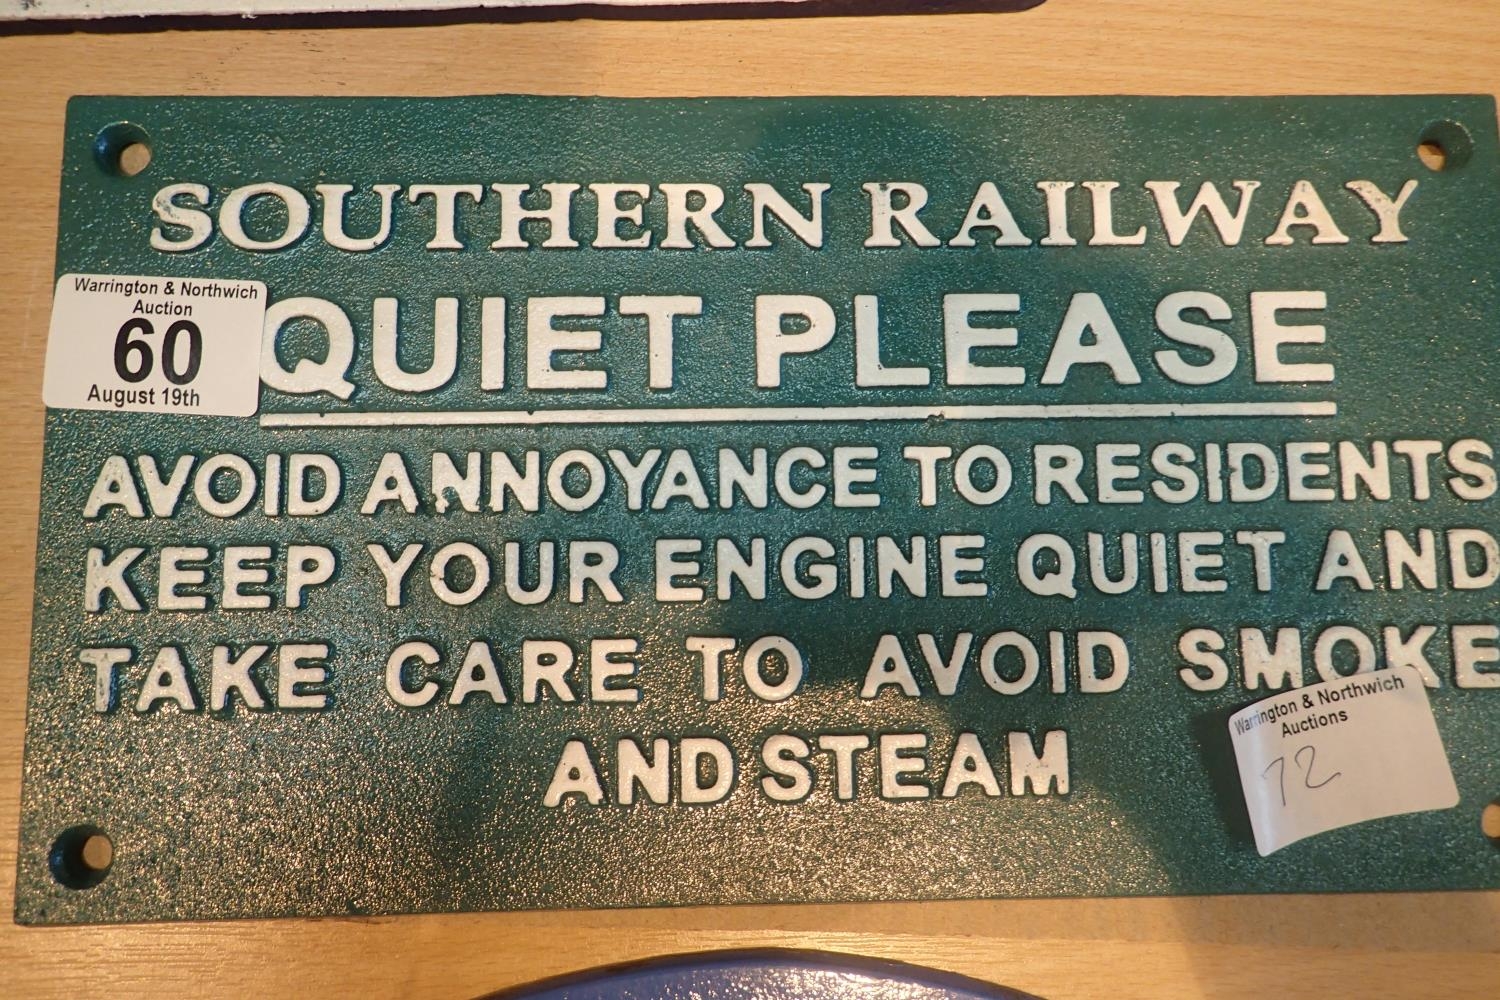 SOUTHERN RAILWAY
Warrington & Northwich
Auction
60
August 19th
QUIET PLEASE
AVOID ANNOYANCE TO RESIDENTS
KEEP YOUR ENGINE QUIET AND
TAKE CARE TO AVOID SMOKE
AND STEAM
Warrington & Northwich
Auctions
72